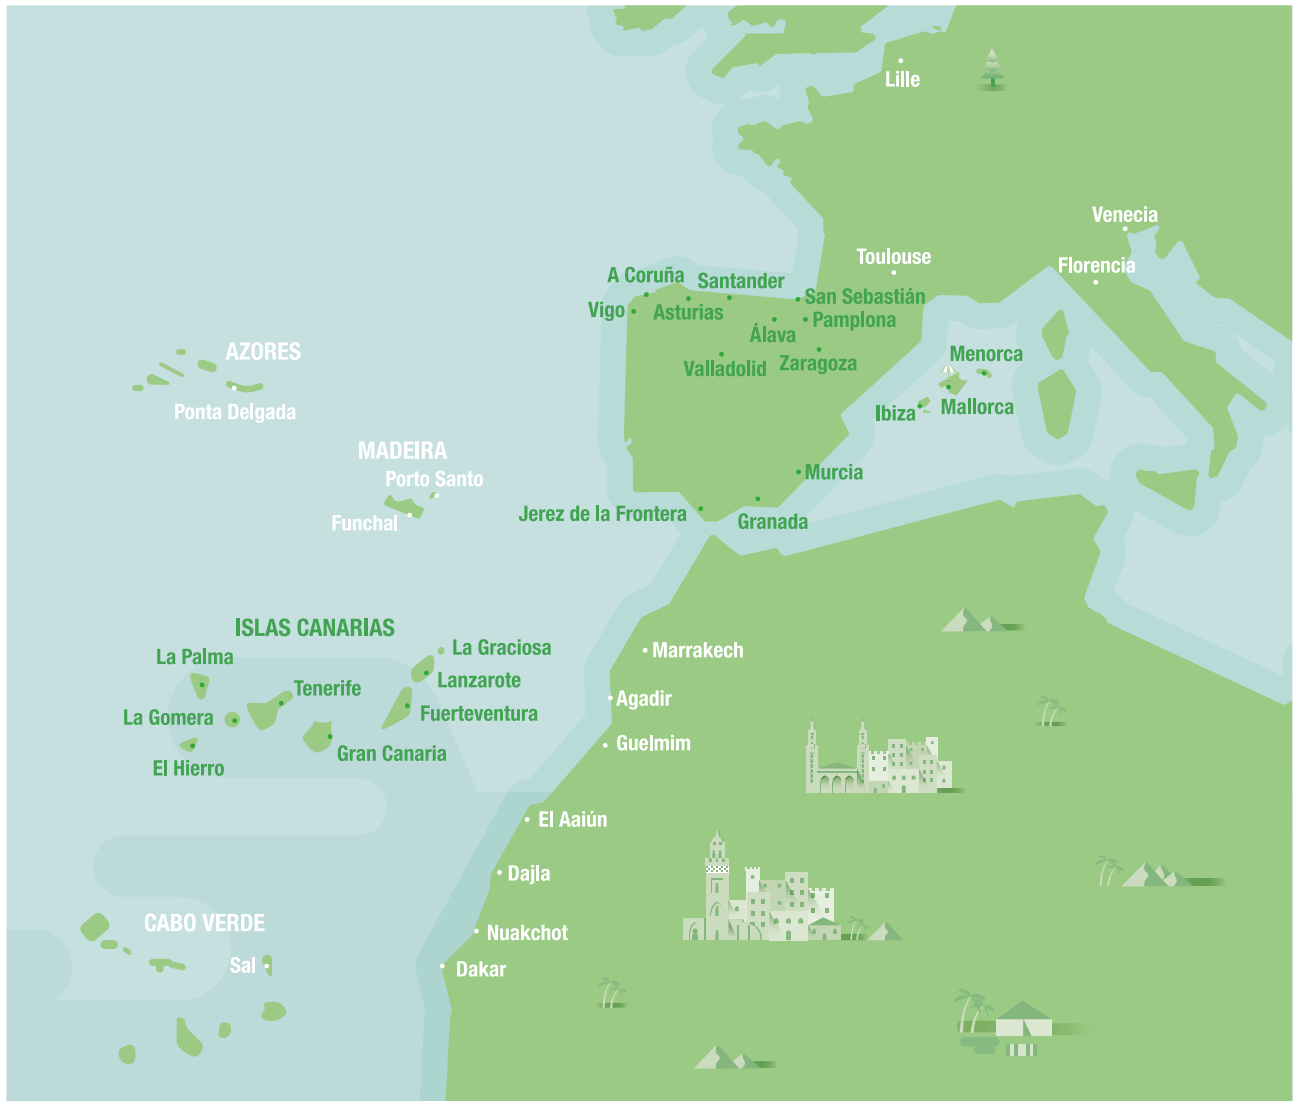 Lille
Venecia
Toulouse
Florencia
A Coruña
Santander
San Sebastián
Vigo
Asturias
Pamplona
Álava
Valladolid
Zaragoza
AZORES
Menorca
Ponta Delgada
Ibiza
Mallorca
MADEIRA
Porto Santo
Murcia
Funchal
Jerez de la Frontera
Granada
ISLAS CANARIAS
La Graciosa
Marrakech
La Palma
Lanzarote
Tenerife
Agadir
La Gomera
Fuerteventura
Guelmim
Gran Canaria
El Hierro
El Aaiún
Dajla
CABO VERDE
Nuakchot
Sal
Dakar